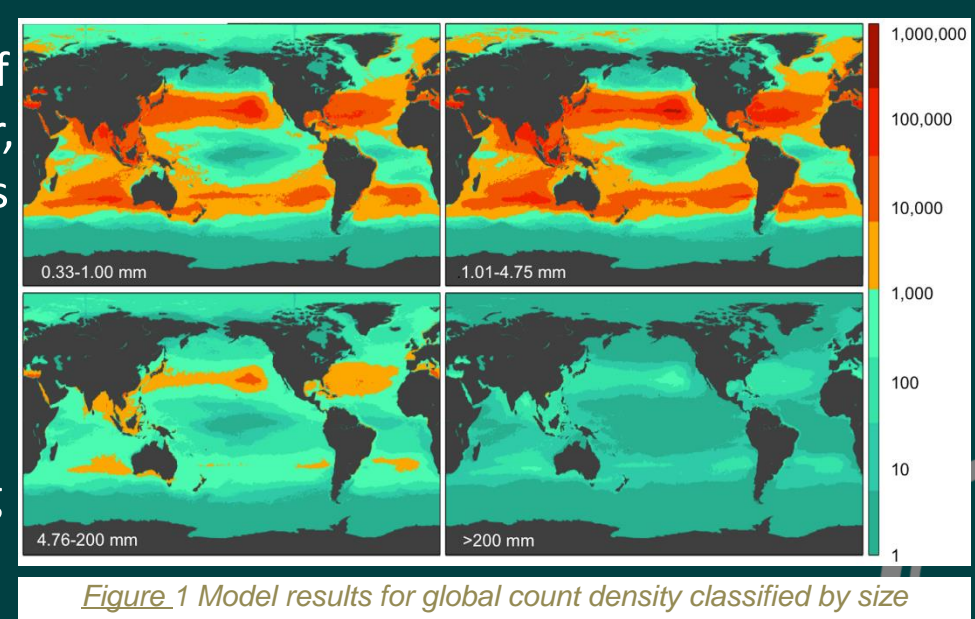 f
r,
s
;
0.33-1.00 mm
1.01-4.75 mm
4.76-200 mm
>200 mm
1,000,000
100,000
10,000
1,000
100
10
1
Figure 1 Model results for global count density classified by size